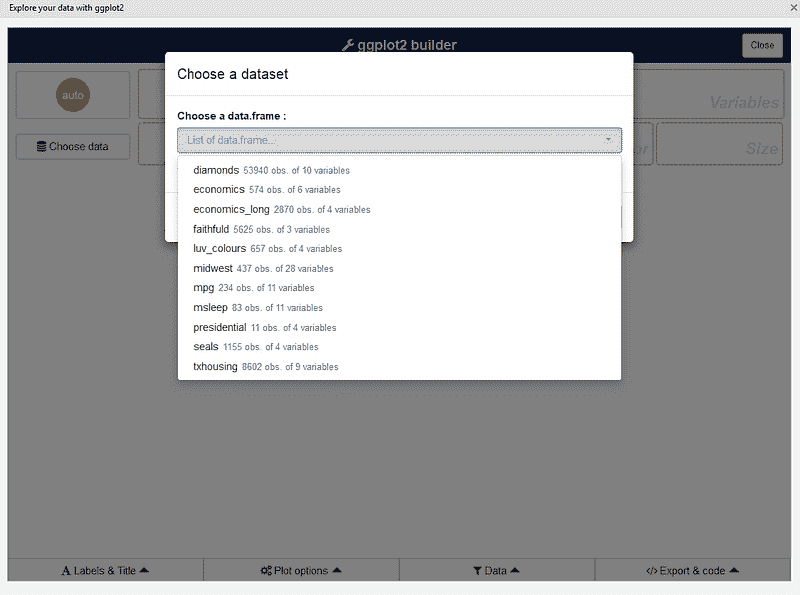 Explore your data with ggplot2
ggplot2 builder
Close
Choose a dataset
auto
Variables
Choose a data.frame :
List of data.frame...
Choose data
or
Size
diamonds 53940 obs. of 10 variables
economics 574 obs. of 6 variables
economics_long 2870 obs. of 4 variables
faithfuld 5625 obs. of 3 variables
luv_colours 657 obs. of 4 variables
midwest 437 obs. of 28 variables
mpg 234 obs. of 11 variables
msleep 83 obs. of 11 variables
presidential 11 obs. of 4 variables
seals 1155 obs. of 4 variables
txhousing 8602 obs. of 9 variables
Labels & Title
Plot options
Data
Export & code